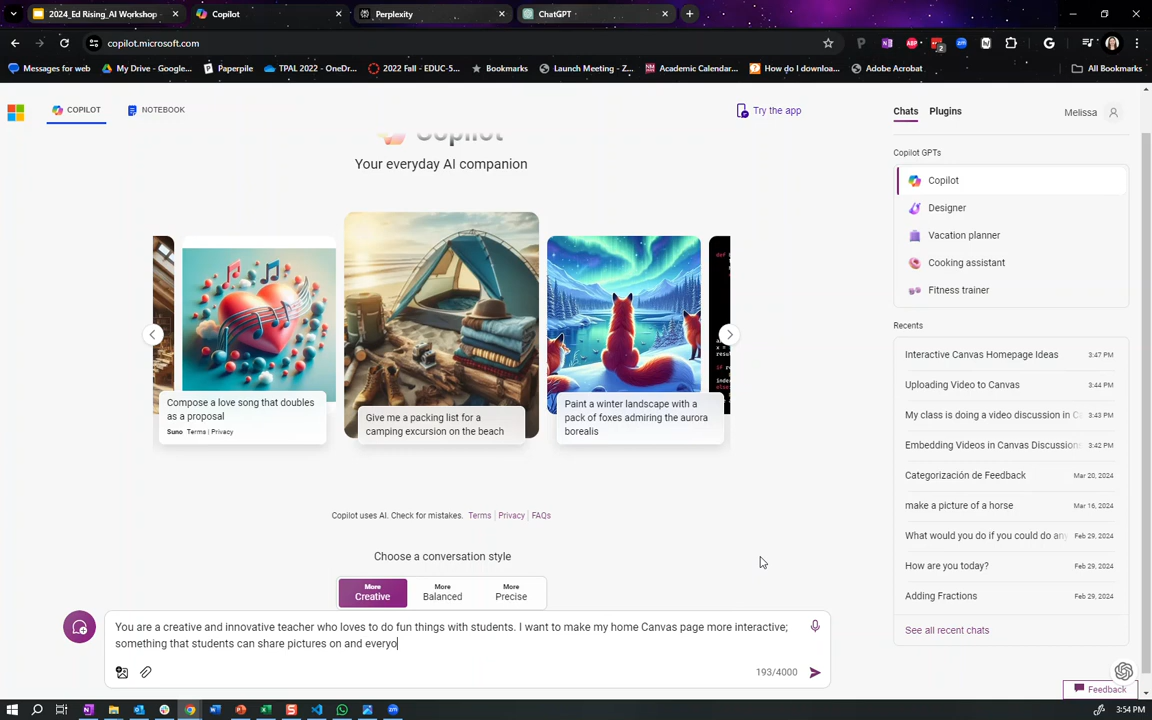 2024_Ed Rising_AI Workshop
Copilot
Perplexity
ChatGPT
copilot.microsoft.com
2
Messages for web
My Drive - Google...
Paperpile
TPAL 2022 - OneDr...
2022 Fall - EDUC-5...
Bookmarks
Launch Meeting - Z...
Academic Calendar...
How do I downloa...
Adobe Acrobat
All Bookmarks
COPILOT
NOTEBOOK
Try the app
Chats
Plugins
Melissa
Copilot
Your everyday AI companion
Copilot GPTs
Copilot
Designer
Vacation planner
Cooking assistant
Fitness trainer
Recents
Interactive Canvas Homepage Ideas 3:47 PM
Uploading Video to Canvas 3:44 PM
My class is doing a video discussion in C 3:43 PM
Embedding Videos in Canvas Discussions 3:42 PM
Categorización de Feedback Mar 20, 2024
make a picture of a horse Mar 16, 2024
What would you do if you could do any Feb 29, 2024
How are you today? Feb 29, 2024
Adding Fractions Feb 29, 2024
See all recent chats
Compose a love song that doubles
as a proposal
Suno Terms | Privacy
Give me a packing list for a
camping excursion on the beach
Paint a winter landscape with a
pack of foxes admiring the aurora
borealis
Copilot uses AI. Check for mistakes. Terms | Privacy | FAQs
Choose a conversation style
More
Creative
More
Balanced
More
Precise
You are a creative and innovative teacher who loves to do fun things with students. I want to make my home Canvas page more interactive;
something that students can share pictures on and everyo
193/4000
Feedback
3:54 PM